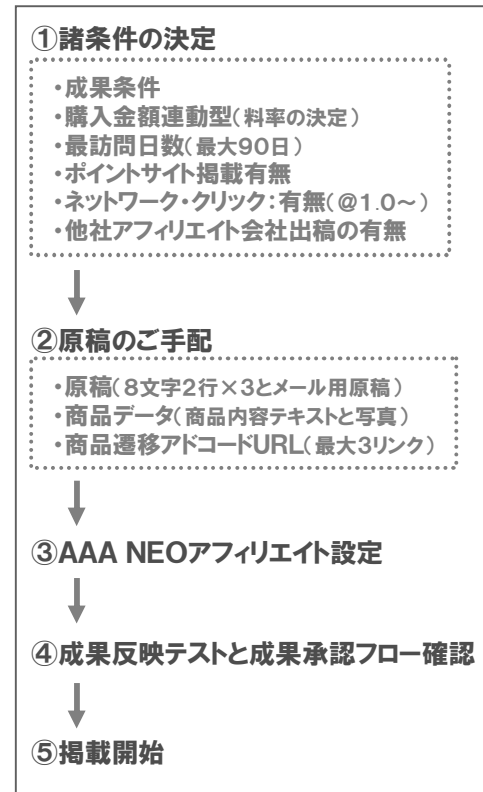 ①諸条件の決定
・成果条件
・購入金額連動型（料率の決定）
・最訪問日数（最大90日）
・ポイントサイト掲載有無
・ネットワーク・クリック：有無（@1.0～）
・他社アフィリエイト会社出稿の有無
②原稿のご手配
・原稿（8文字2行×3とメール用原稿）
・商品データ（商品内容テキストと写真）
・商品遷移アドコードURL（最大3リンク）
③AAA NEOアフィリエイト設定
④成果反映テストと成果承認フロー確認
⑤掲載開始